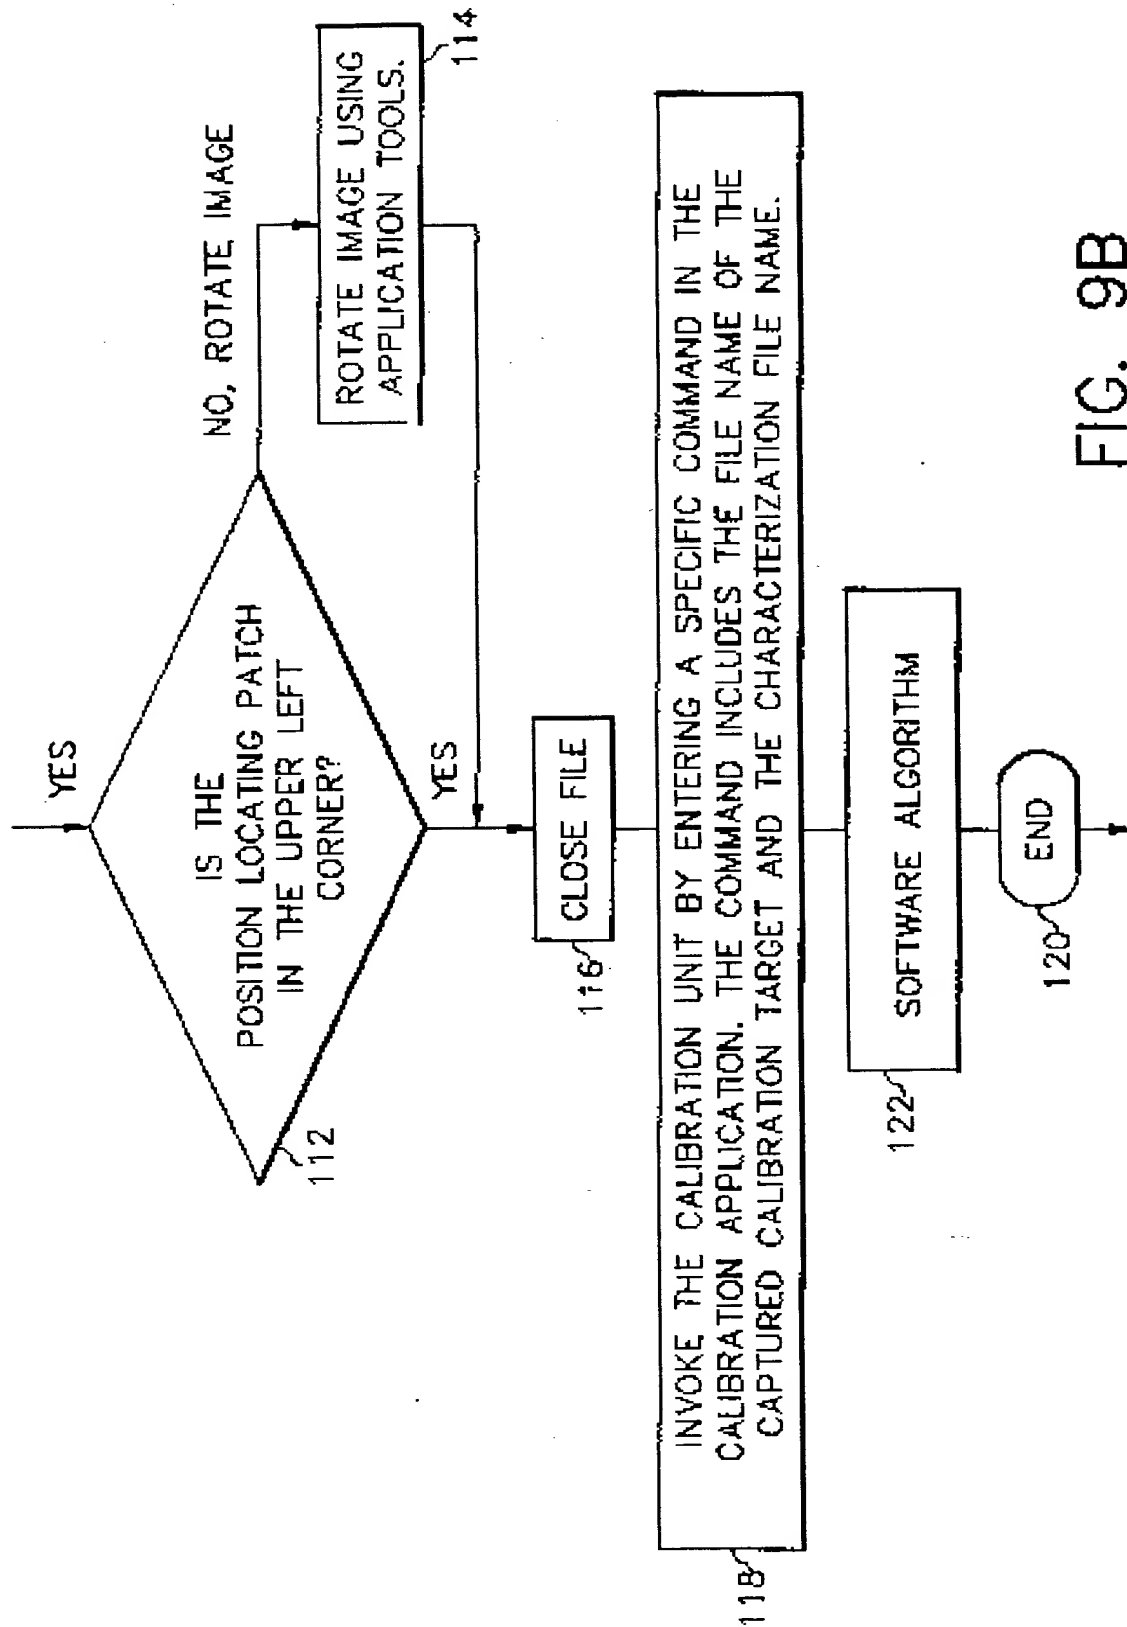 YES
IS THE
POSITION LOCATING PATCH
IN THE UPPER LEFT
CORNER?
112
NO, ROTATE IMAGE
ROTATE IMAGE USING
APPLICATION TOOLS.
114
YES
CLOSE FILE
116
INVOKE THE CALIBRATION UNIT BY ENTERING A SPECIFIC COMMAND IN THE
CALIBRATION APPLICATION. THE COMMAND INCLUDES THE FILE NAME OF THE
CAPTURED CALIBRATION TARGET AND THE CHARACTERIZATION FILE NAME.
118
SOFTWARE ALGORITHM
122
END
120
FIG. 9B